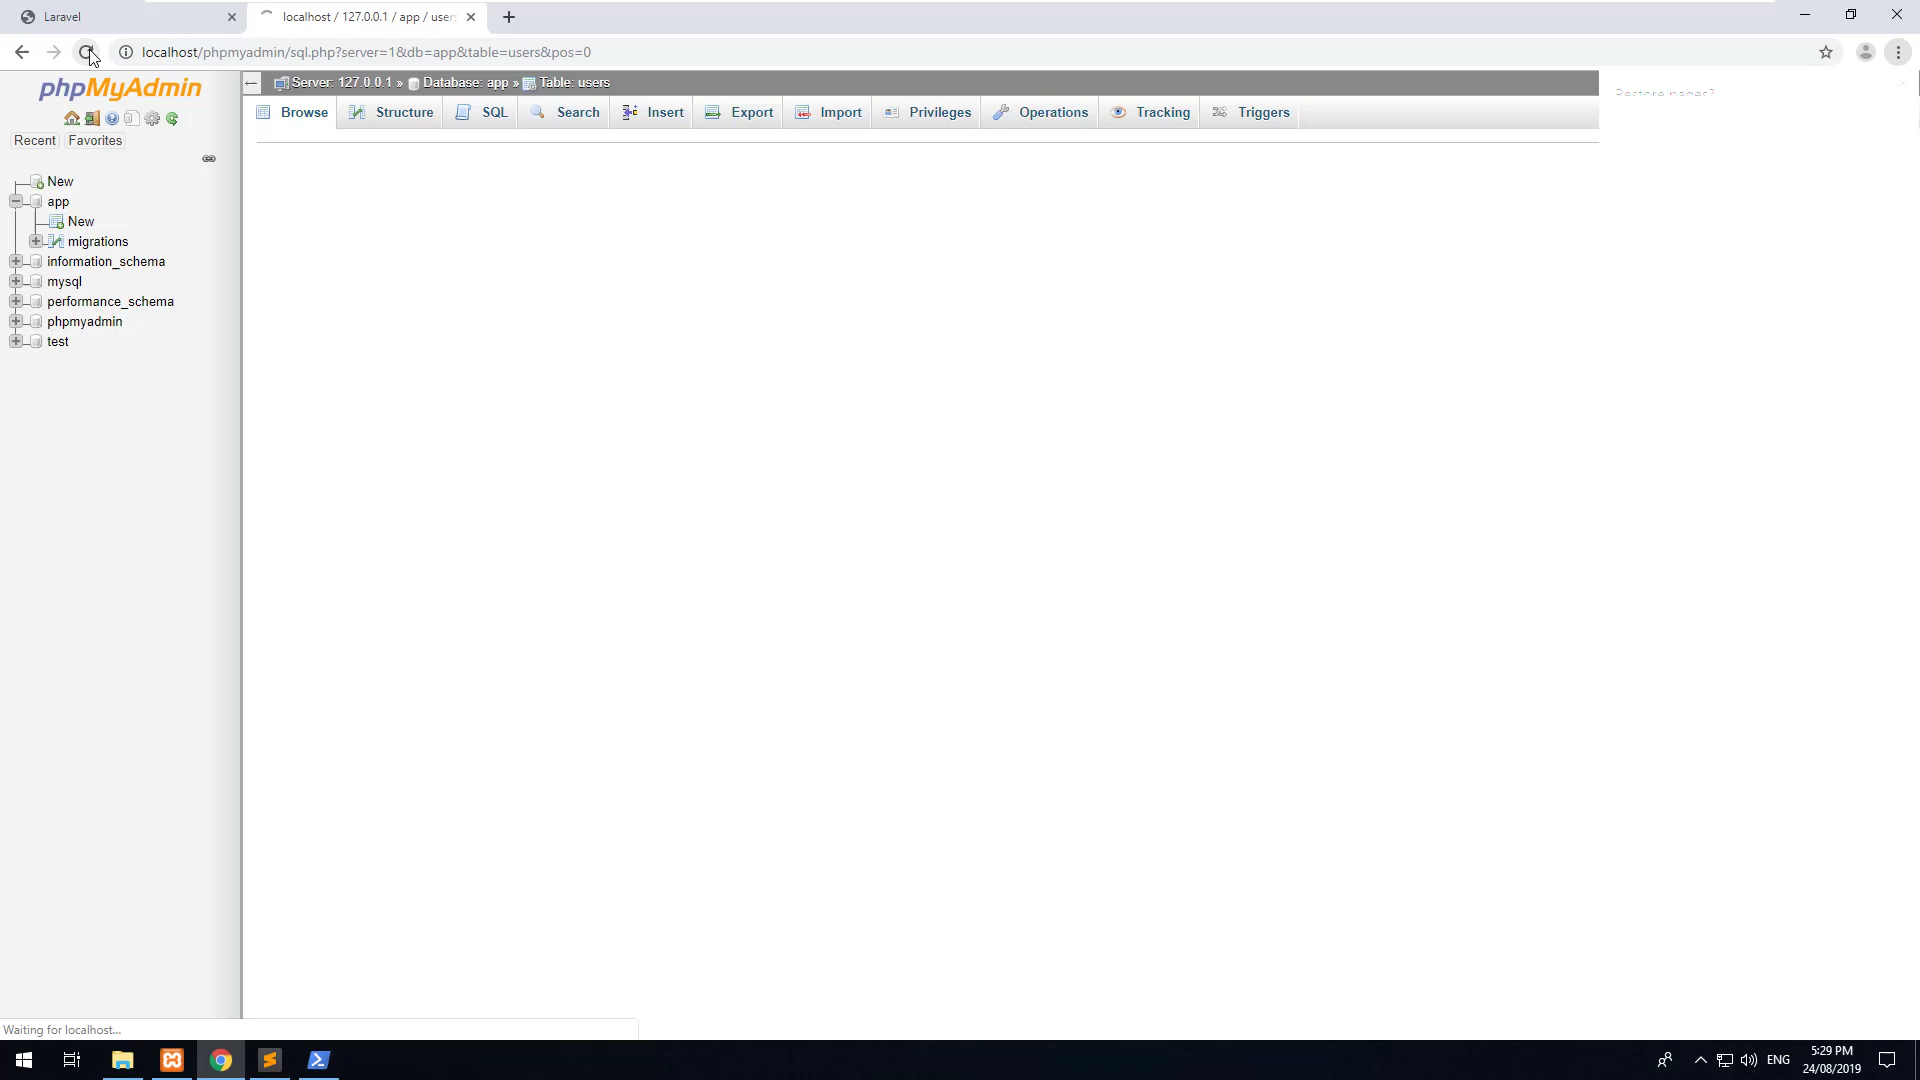 Laravel
localhost / 127.0.0.1 / app / users
localhost/phpmyadmin/sql.php?server=1&db=app&table=users&pos=0
phpMyAdmin
Recent Favorites
New
app
New
migrations
information_schema
mysql
performance_schema
phpmyadmin
test
Server: 127.0.0.1 » Database: app » Table: users
Browse Structure SQL Search Insert Export Import Privileges Operations Tracking Triggers
Restore pages?
Waiting for localhost...
ENG
5:29 PM
24/08/2019